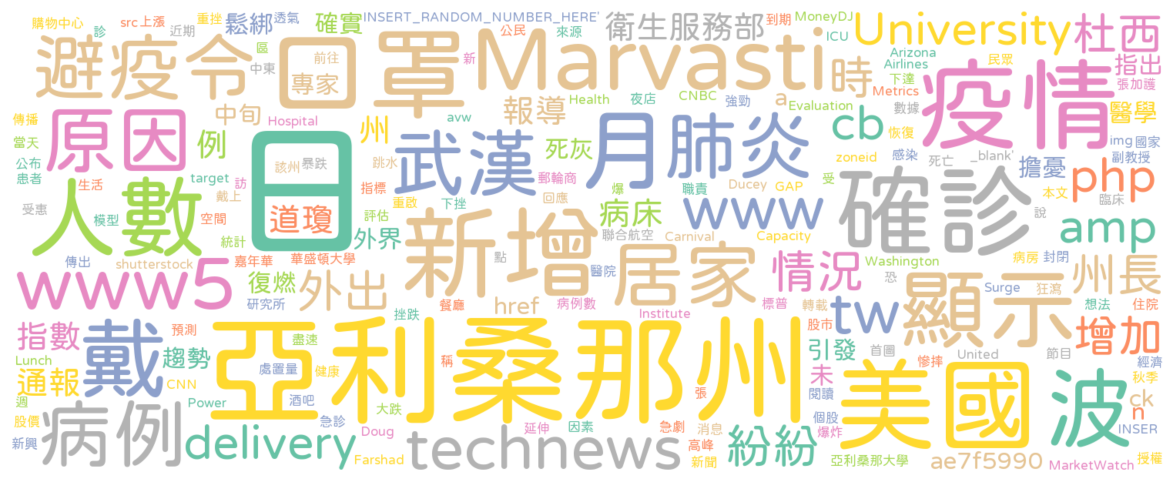 購物中心 src 上漲 近期 重挫 鬆綁 透氣 公民 確實 INSERT_RANDOM_NUMBER_HERE' 來源 衛生服務部 到期 MoneyDJ ICU University 杜西
避疫令 口罩 前往 專家 Marvasti 時 新 民眾 Arizona Airlines 下達 指出 張加護
診 區 中東 中旬 Hospital 報導 Health 夜店 CNBC 強勁 a Evaluation Metrics 數據 疫情 醫學
傳播 當天 原因 例 州 avw 死灰 cb 恢復 img 國家
公布 患者 生活 target 訪 該州 暴跌 跳水 武漢 月 肺炎 感染 死亡 _blank' 副教授
受惠 人數 日 戴上 指標 重啟 郵輪商 爆 職責 Ducey GAP 受 zoneid 擔憂 本文 php
模型 空間 道瓊 評估 下挫 回應 病床 www 確診 臨床 說
統計 外界 新增 聯合航空 Carnival Capacity amp
傳出 嘉年華 華盛頓大學 點 醫院 居家 情況 Washington 病房 封閉
www5 shutterstock 復燃 外出 href 病例數 標普 恐 Surge 狂瀉 州長
研究所 餐廳 Institute 轉載 tw 顯示 想法 住院
指數 戴 預測 盡速 挫跌 股市 首圖 節目 增加
Lunch 趨勢 亞利桑那州 稱 引發 慘摔 United 經濟
通報 CNN 處置量 健康 未 美國 波 秋季
週 Power 酒吧 大跌 張 閱讀 ck
股價 病例 急診 因素 急劇 消息 個股 n
新興 delivery Doug 延伸 高峰 紛紛 爆炸 INSER
Farshad technews 新聞 亞利桑那大學 ae7f5990 MarketWatch 授權